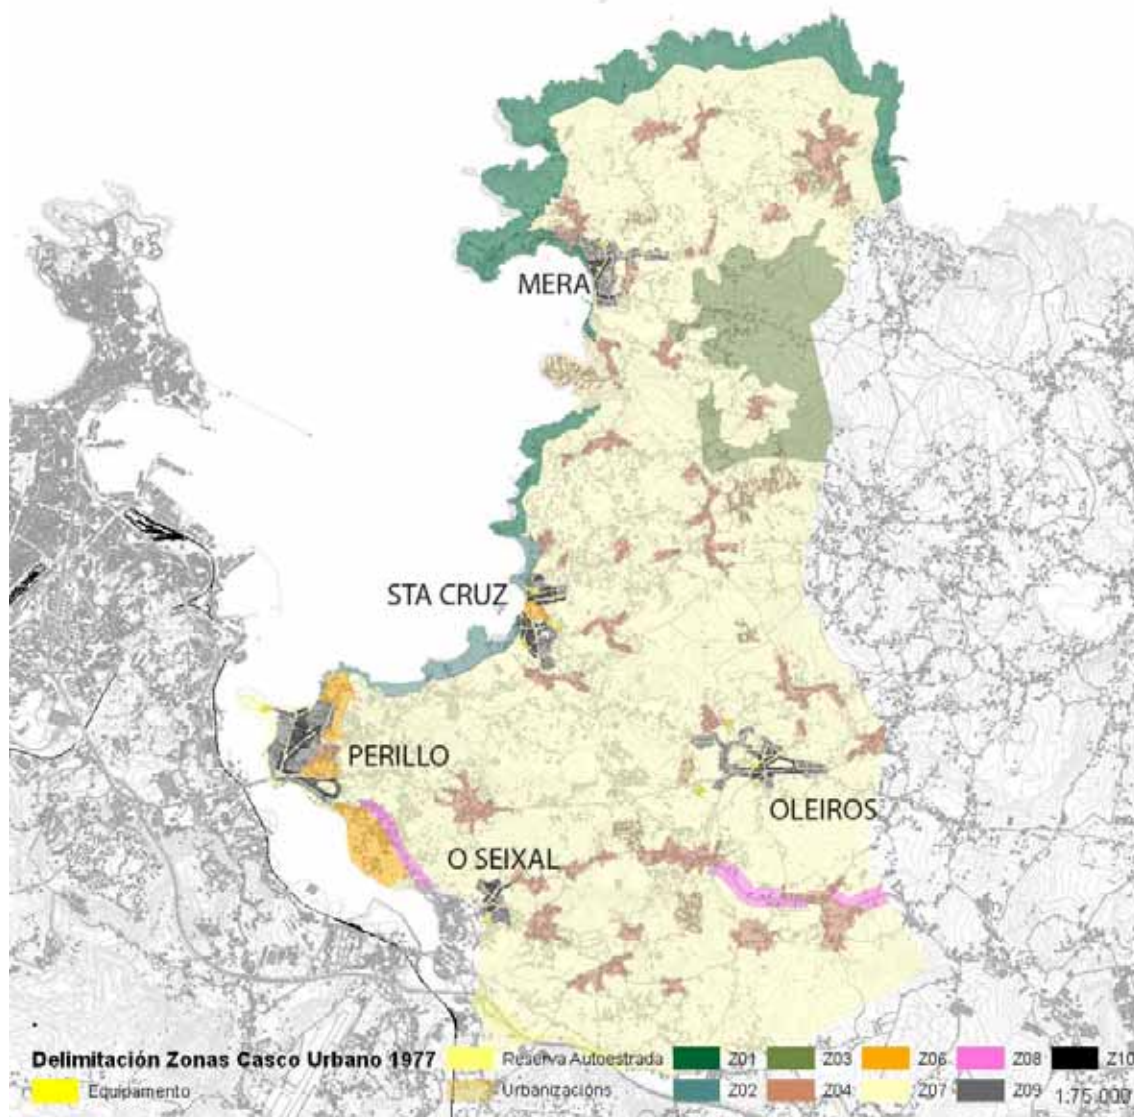 MERA
STA CRUZ
PERILLO
OLEIROS
O SEIXAL
Delimitación Zonas Casco Urbano 1977
Reserva Autoestrada
Z01
Z03
Z06
Z08
Z10
Equipamento
Urbanizacións
Z02
Z04
Z07
Z09
1:75.000